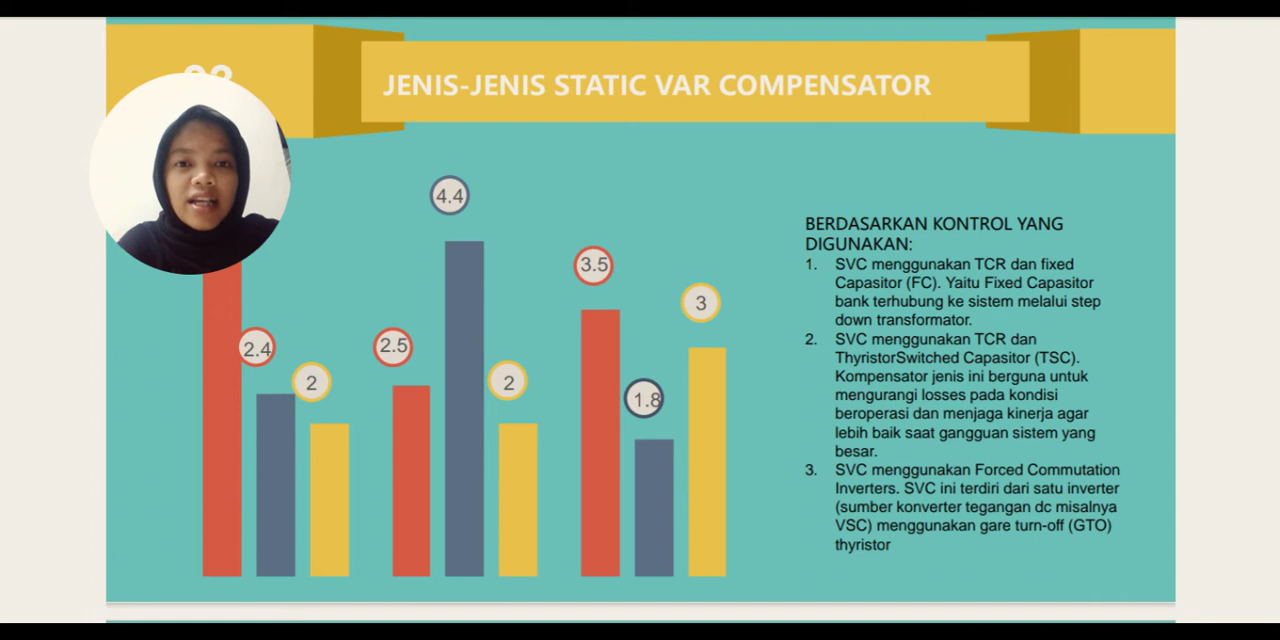 JENIS-JENIS STATIC VAR COMPENSATOR
4.4
3.5
3
2.4
2.5
2
2
1.8
BERDASARKAN KONTROL YANG
DIGUNAKAN:
1. SVC menggunakan TCR dan fixed
Capasitor (FC). Yaitu Fixed Capasitor
bank terhubung ke sistem melalui step
down transformator.
2. SVC menggunakan TCR dan
ThyristorSwitched Capasitor (TSC).
Kompensator jenis ini berguna untuk
mengurangi losses pada kondisi
beroperasi dan menjaga kinerja agar
lebih baik saat gangguan sistem yang
besar.
3. SVC menggunakan Forced Commutation
Inverters. SVC ini terdiri dari satu inverter
(sumber konverter tegangan dc misalnya
VSC) menggunakan gare turn-off (GTO)
thyristor